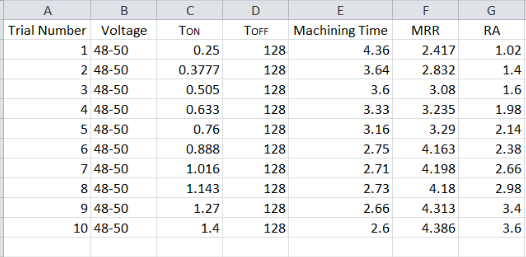 A B C D E F G
Trial Number Voltage TON TOFF Machining Time MRR RA
1 48-50 0.25 128 4.36 2.417 1.02
2 48-50 0.3777 128 3.64 2.832 1.4
3 48-50 0.505 128 3.6 3.08 1.6
4 48-50 0.633 128 3.33 3.235 1.98
5 48-50 0.76 128 3.16 3.29 2.14
6 48-50 0.888 128 2.75 4.163 2.38
7 48-50 1.016 128 2.71 4.198 2.66
8 48-50 1.143 128 2.73 4.18 2.98
9 48-50 1.27 128 2.66 4.313 3.4
10 48-50 1.4 128 2.6 4.386 3.6